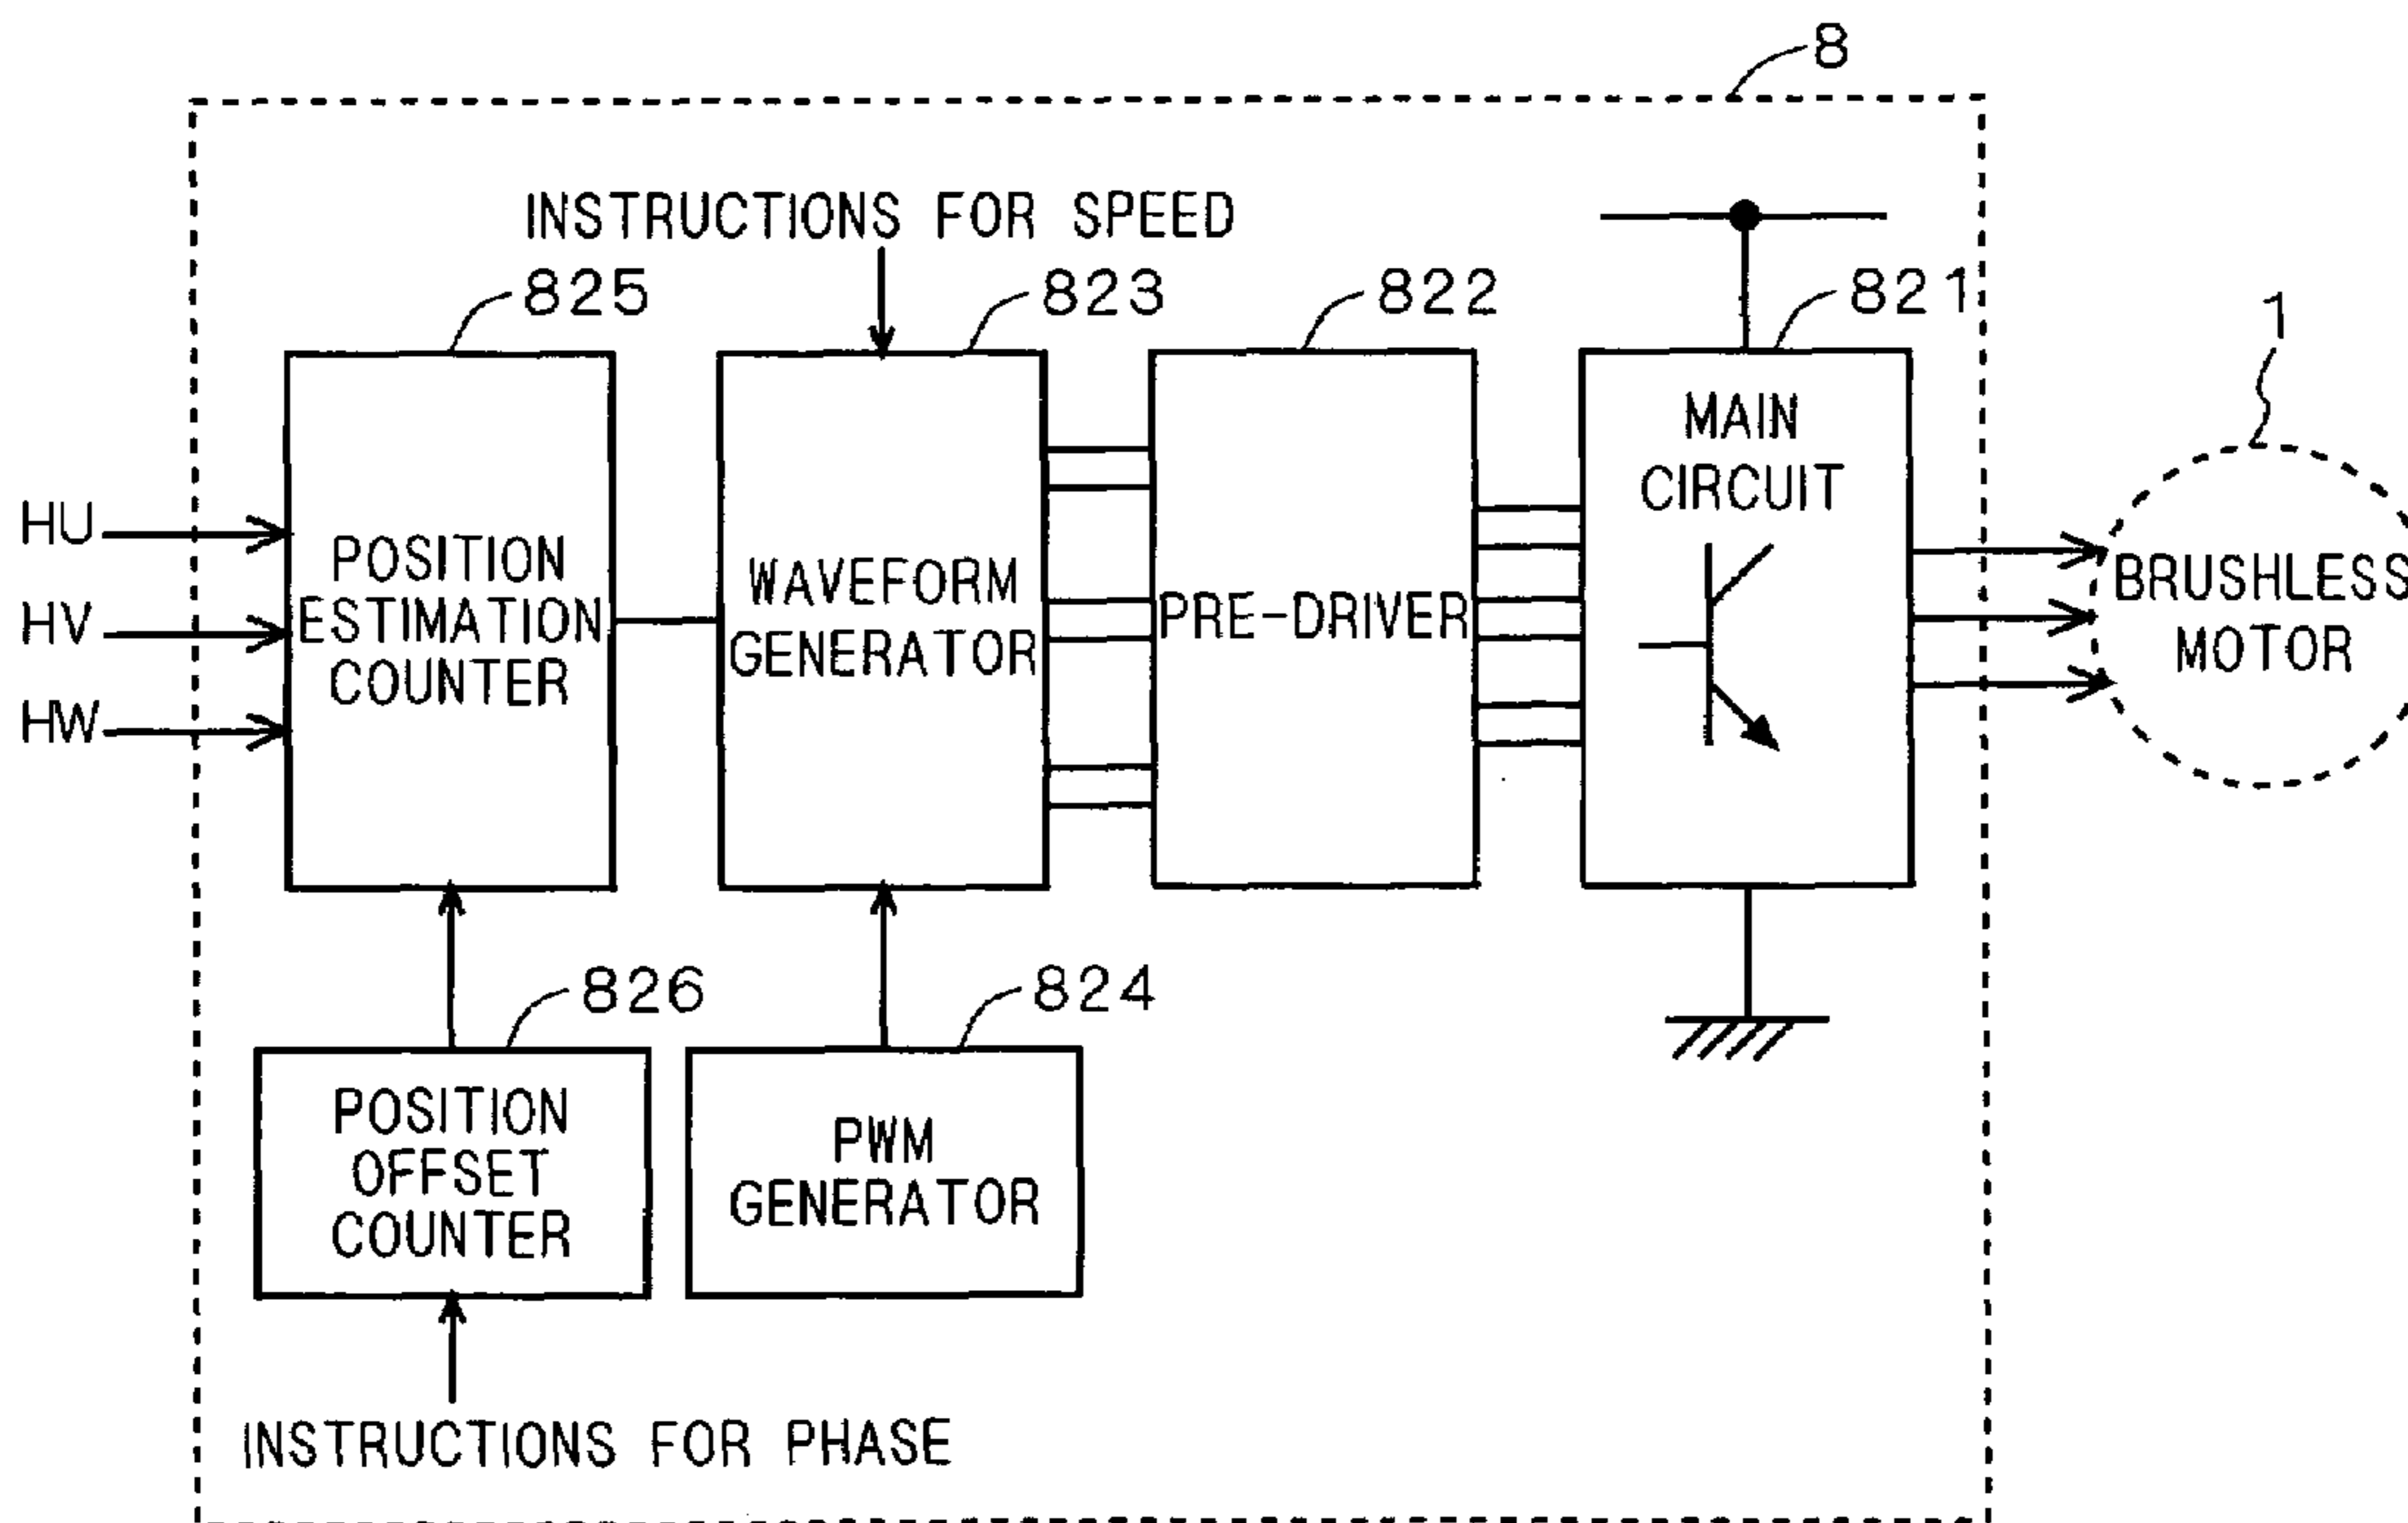 8
INSTRUCTIONS FOR SPEED
825
823
822
821
1
MAIN
CIRCUIT
HU
HV
HW
POSITION
ESTIMATION
COUNTER
WAVEFORM
GENERATOR
PRE-DRIVER
BRUSHLESS
MOTOR
826
824
POSITION
OFFSET
COUNTER
PWM
GENERATOR
INSTRUCTIONS FOR PHASE